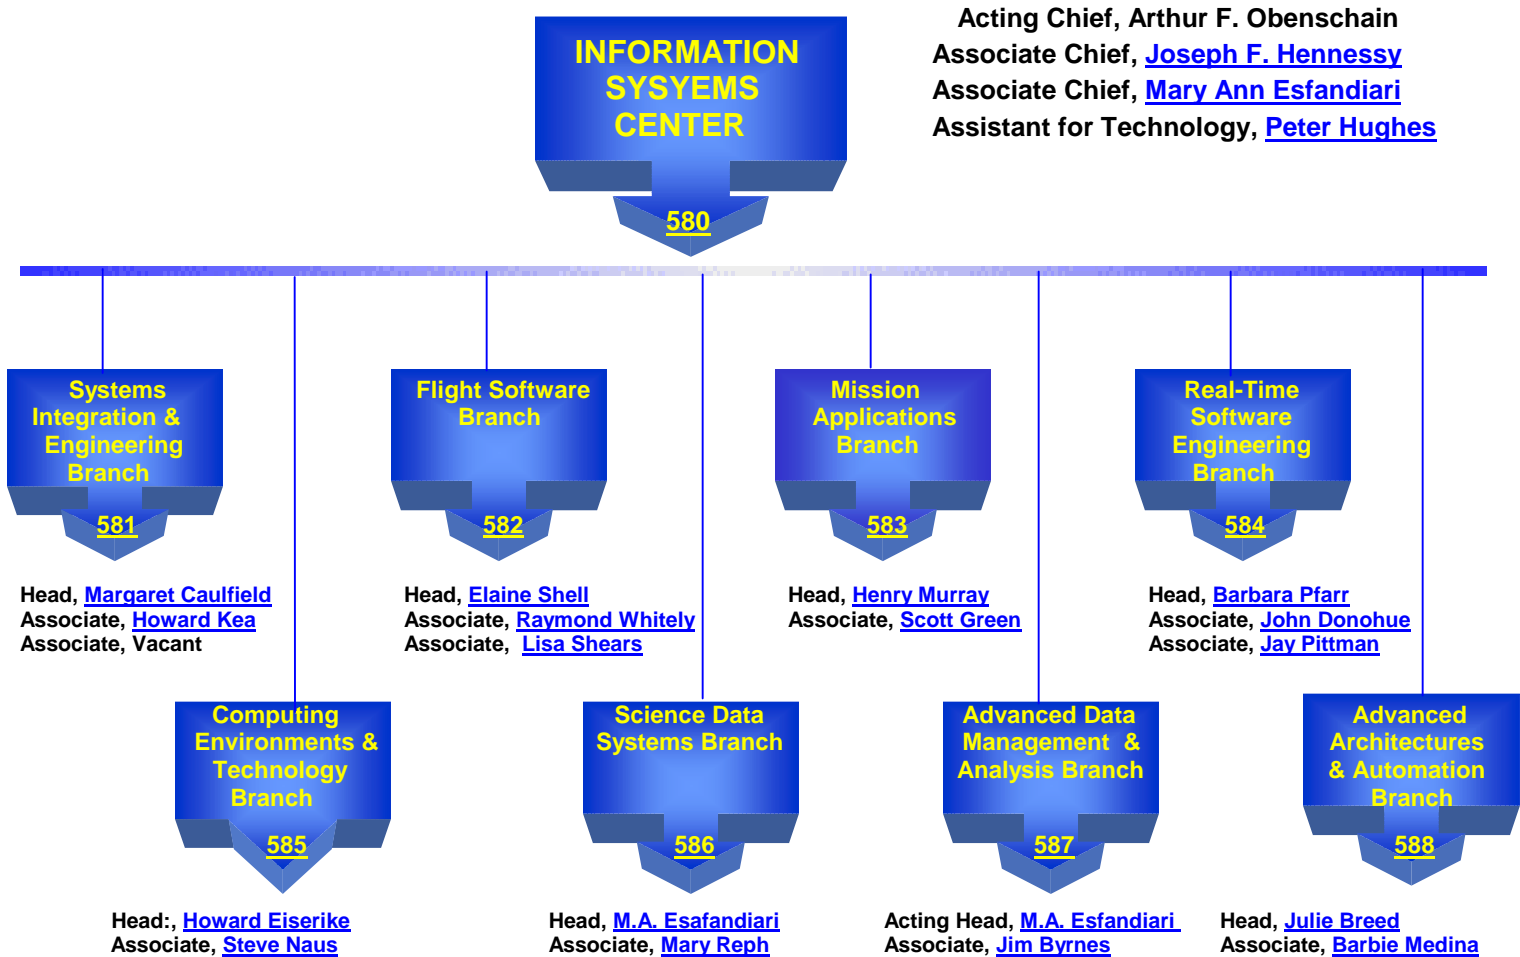 INFORMATION
SYSYEMS
CENTER
580
Acting Chief, Arthur F. Obenschain
Associate Chief, Joseph F. Hennessy
Associate Chief, Mary Ann Esfandiari
Assistant for Technology, Peter Hughes
Systems
Integration &
Engineering
Branch
581
Head, Margaret Caulfield
Associate, Howard Kea
Associate, Vacant
Flight Software
Branch
582
Head, Elaine Shell
Associate, Raymond Whitely
Associate, Lisa Shears
Mission
Applications
Branch
583
Head, Henry Murray
Associate, Scott Green
Real-Time
Software
Engineering
Branch
584
Head, Barbara Pfarr
Associate, John Donohue
Associate, Jay Pittman
Computing
Environments &
Technology
Branch
585
Head:, Howard Eiserike
Associate, Steve Naus
Science Data
Systems Branch
586
Head, M.A. Esafandiari
Associate, Mary Reph
Advanced Data
Management &
Analysis Branch
587
Acting Head, M.A. Esfandiari
Associate, Jim Byrnes
Advanced
Architectures
& Automation
Branch
588
Head, Julie Breed
Associate, Barbie Medina